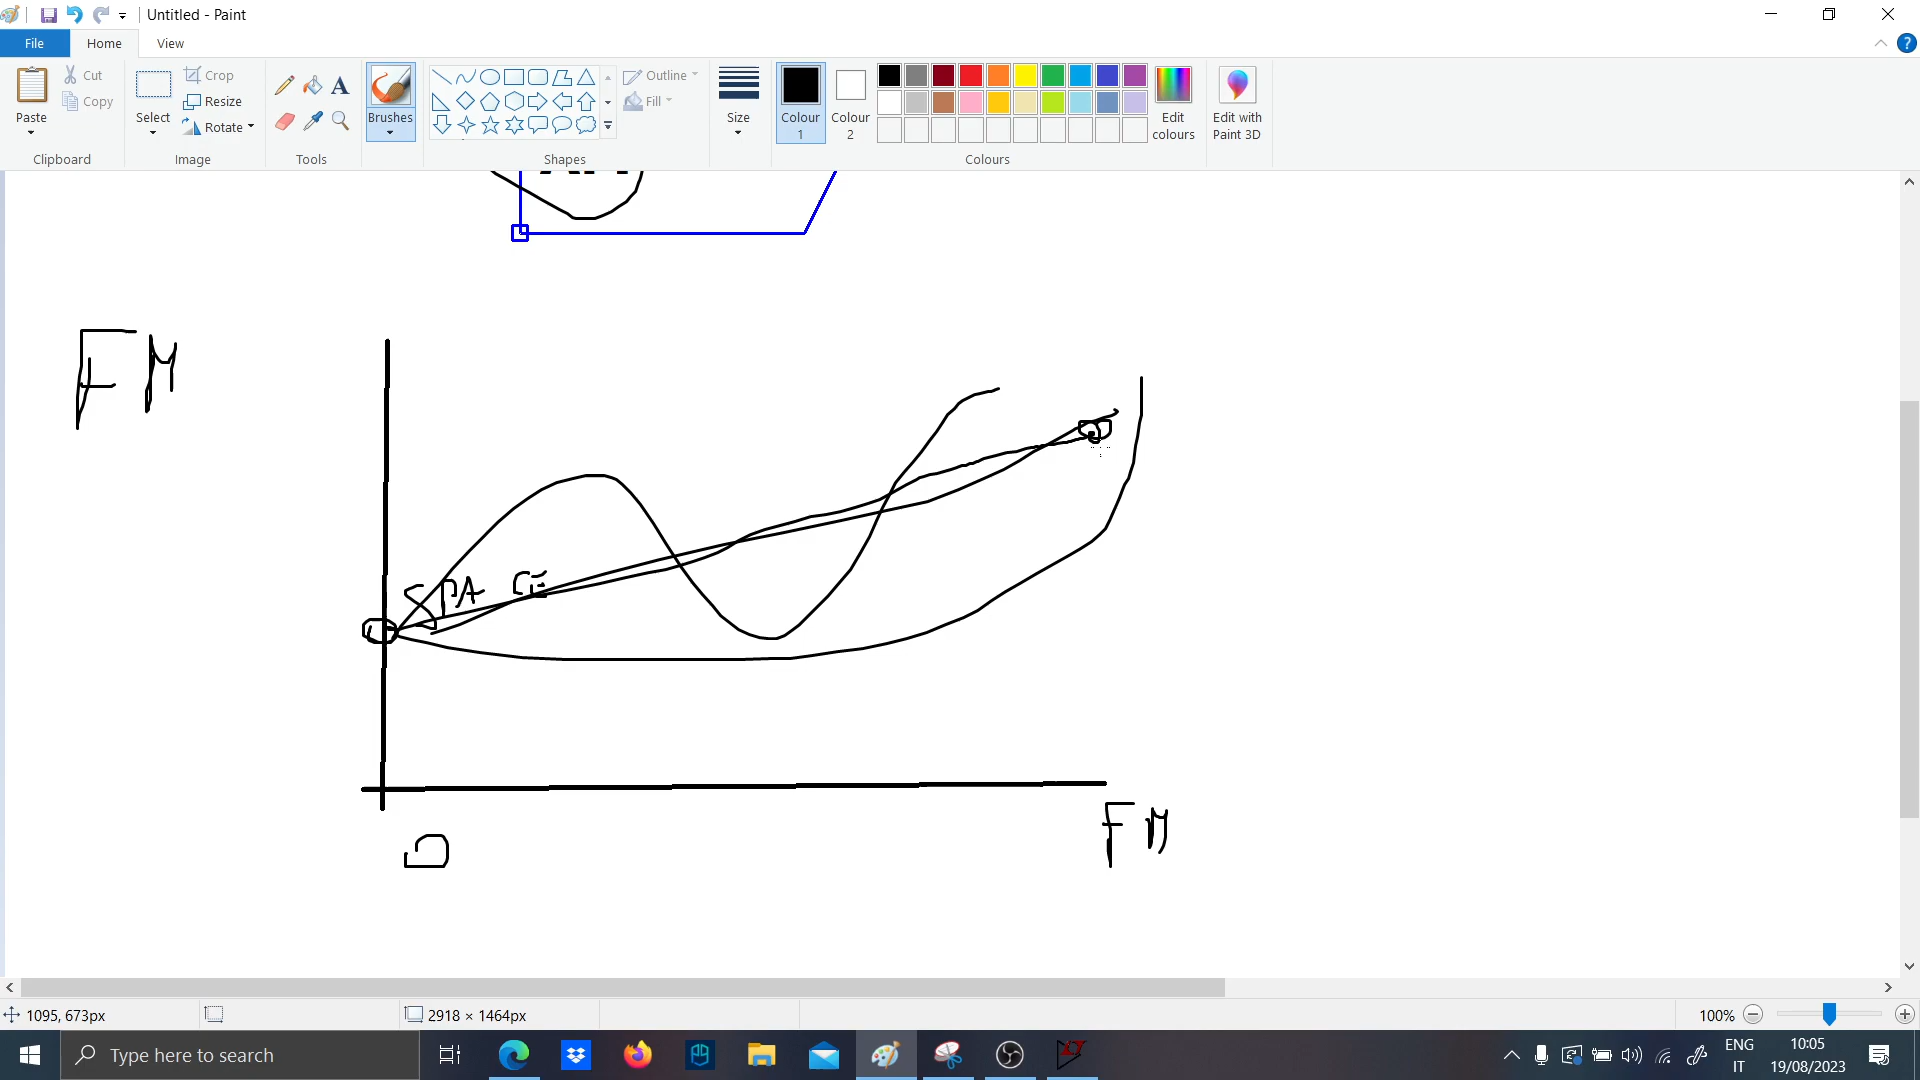 Untitled - Paint
File Home View
Paste
Cut
Copy
Clipboard
Select
Crop
Resize
Rotate
Image
A
Tools
Brushes
Outline
Fill
Shapes
Size
Colour 1
Colour 2
Edit colours
Colours
Edit with Paint 3D
FM
SPA CE
O
FM
1095, 673px
2918 × 1464px
100%
Type here to search
ENG
IT
10:05
19/08/2023